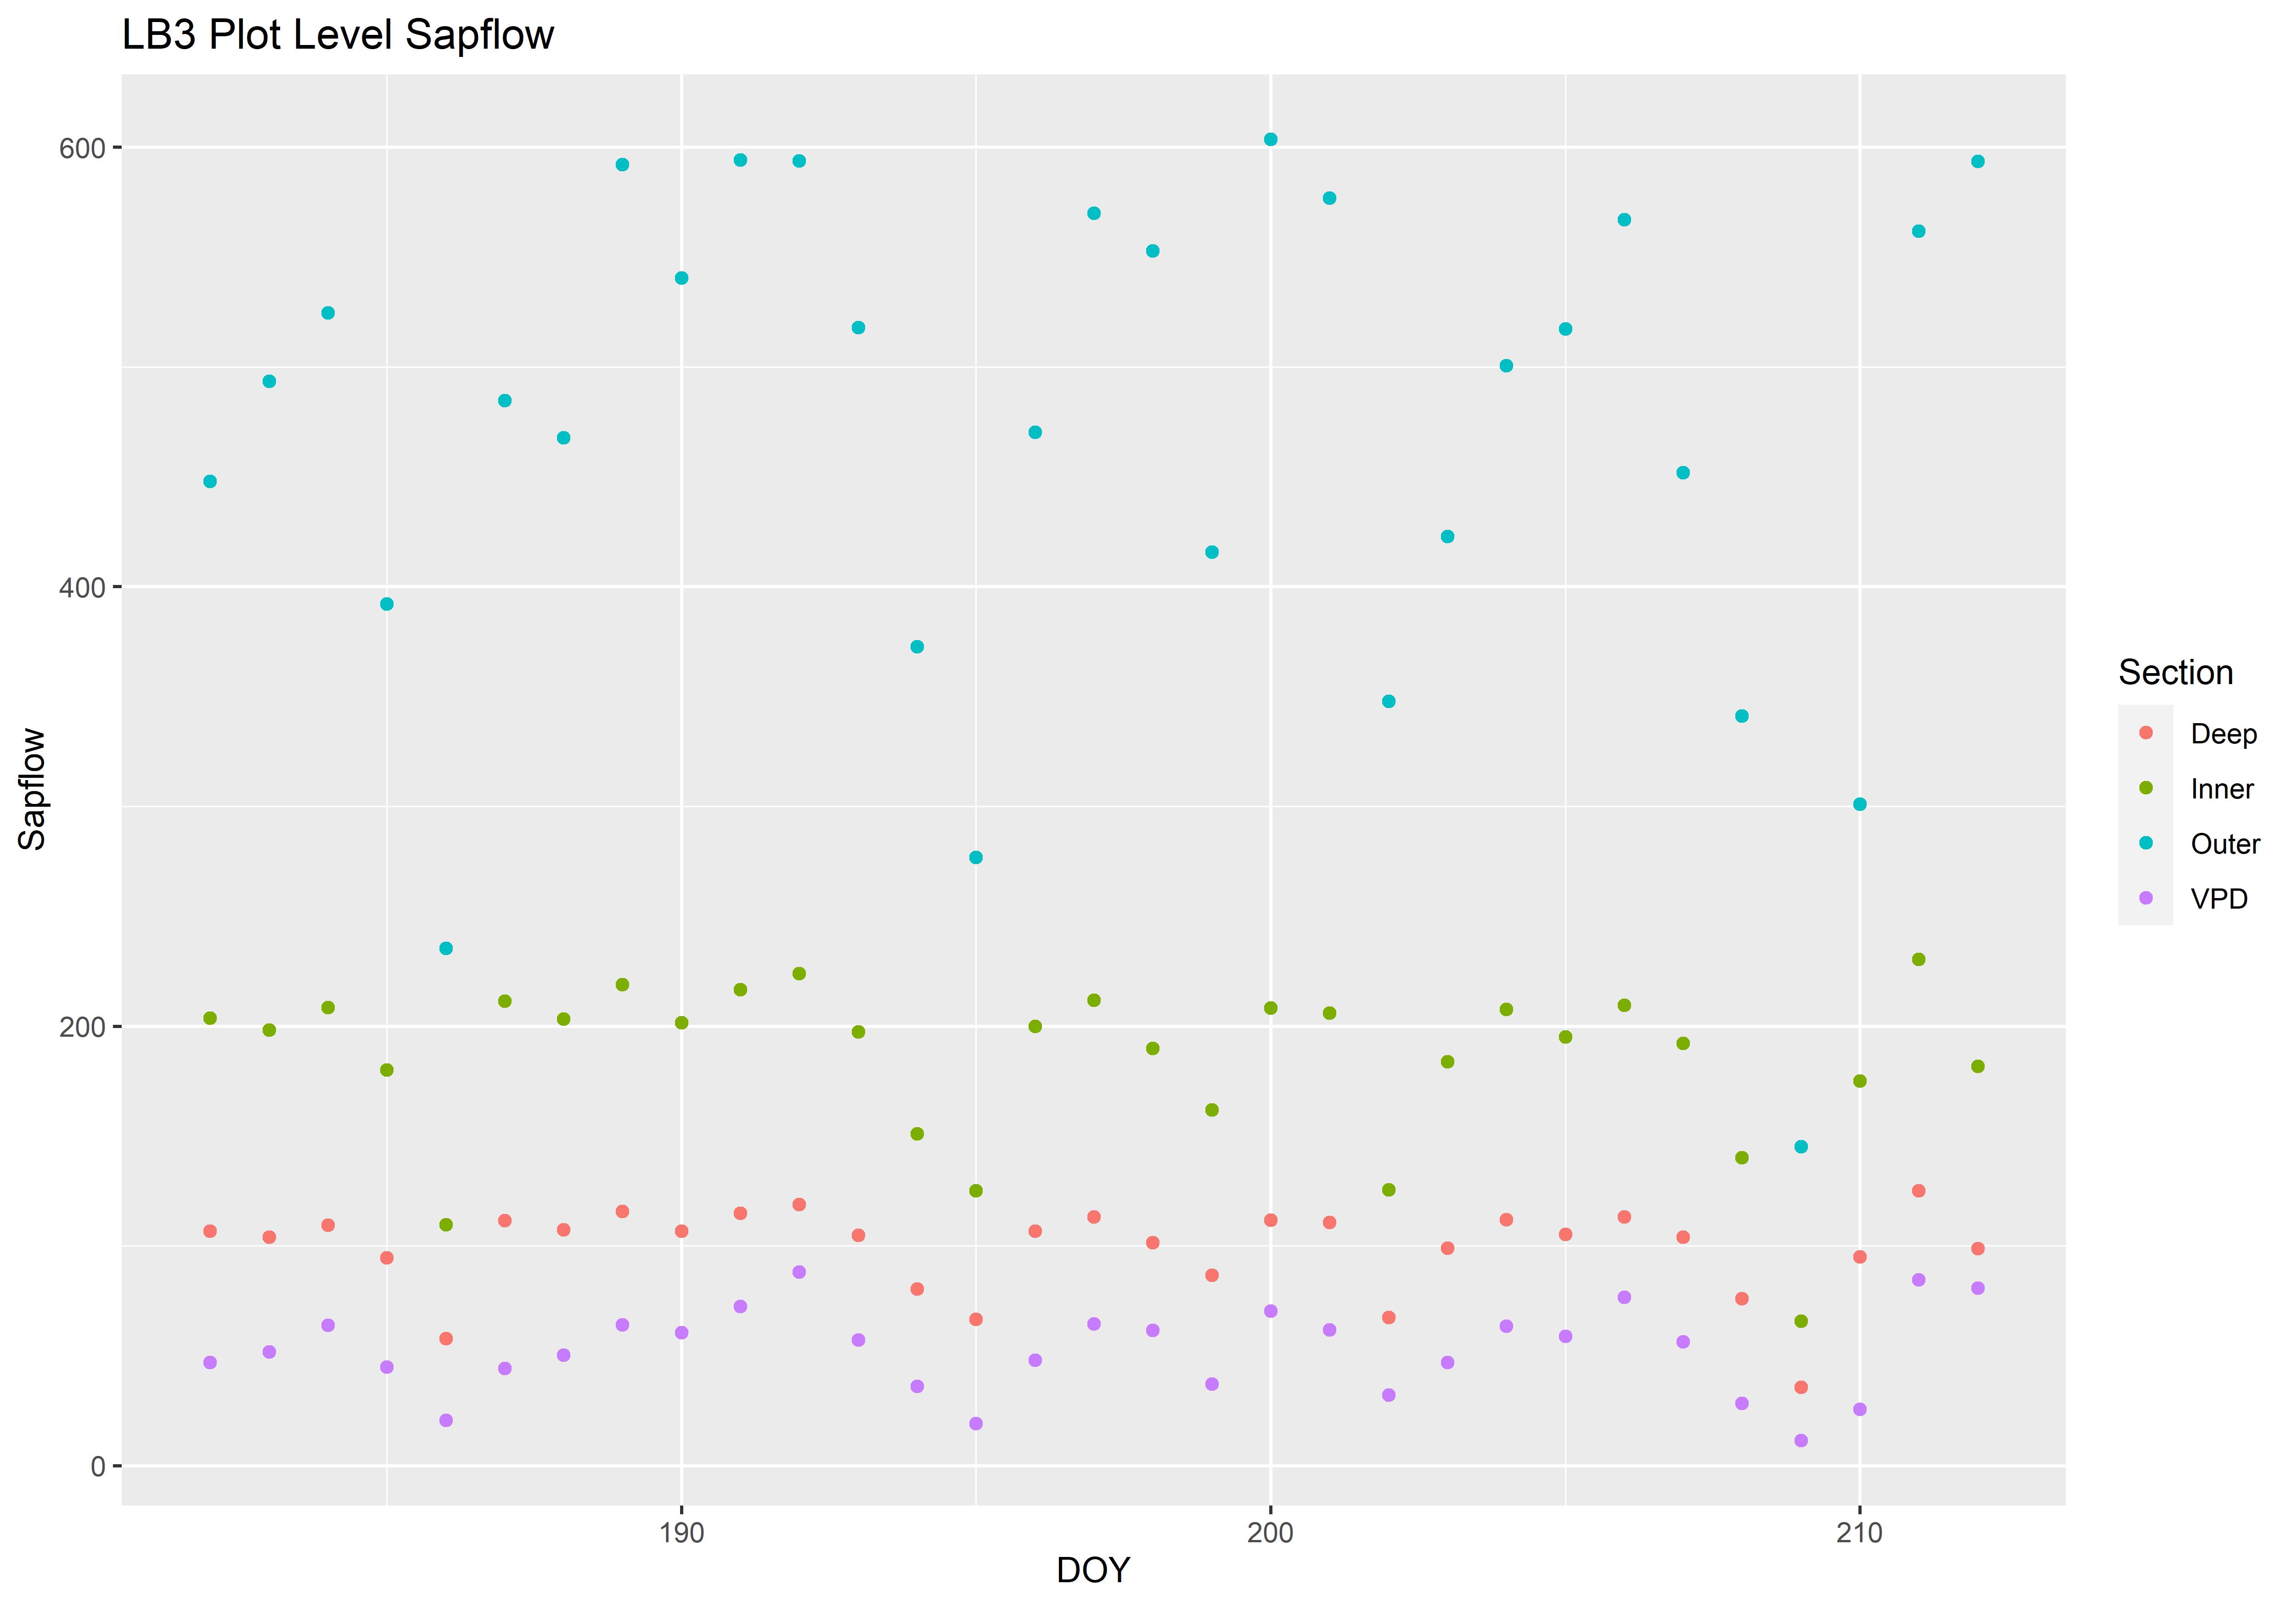 LB3 Plot Level Sapflow
600
400
200
0
Sapflow
190
200
210
DOY
Section
Deep
Inner
Outer
VPD